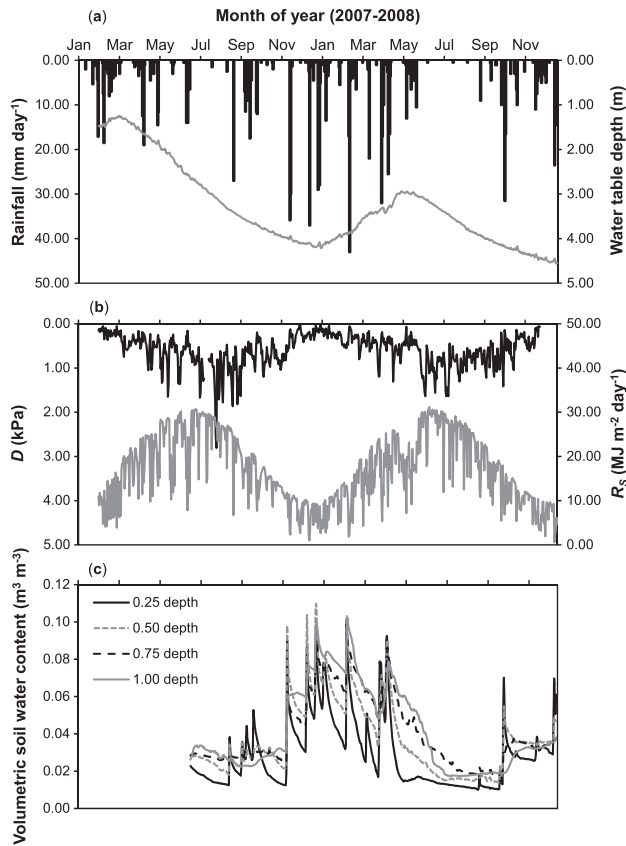 (a) Month of year (2007-2008)
Jan Mar May Jul Sep Nov Jan Mar May Jul Sep Nov
Rainfall (mm day⁻¹)
0.00
10.00
20.00
30.00
40.00
50.00
0.00
1.00
2.00
3.00
4.00
5.00
Water table depth (m)
(b)
D (kPa)
0.00
1.00
2.00
3.00
4.00
5.00
50.00
40.00
30.00
20.00
10.00
0.00
R_S (MJ m⁻² day⁻¹)
(c)
Volumetric soil water content (m³ m⁻³)
0.12
0.10
0.08
0.06
0.04
0.02
0.00
0.25 depth
0.50 depth
0.75 depth
1.00 depth